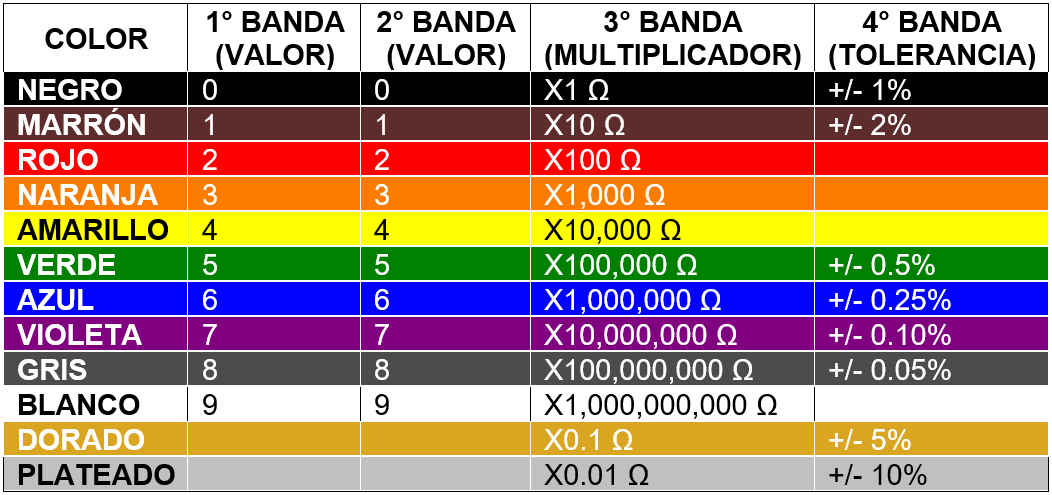 COLOR 1° BANDA (VALOR) 2° BANDA (VALOR) 3° BANDA (MULTIPLICADOR) 4° BANDA (TOLERANCIA)
NEGRO 0 0 X1 Ω +/- 1%
MARRÓN 1 1 X10 Ω +/- 2%
ROJO 2 2 X100 Ω
NARANJA 3 3 X1,000 Ω
AMARILLO 4 4 X10,000 Ω
VERDE 5 5 X100,000 Ω +/- 0.5%
AZUL 6 6 X1,000,000 Ω +/- 0.25%
VIOLETA 7 7 X10,000,000 Ω +/- 0.10%
GRIS 8 8 X100,000,000 Ω +/- 0.05%
BLANCO 9 9 X1,000,000,000 Ω
DORADO X0.1 Ω +/- 5%
PLATEADO X0.01 Ω +/- 10%